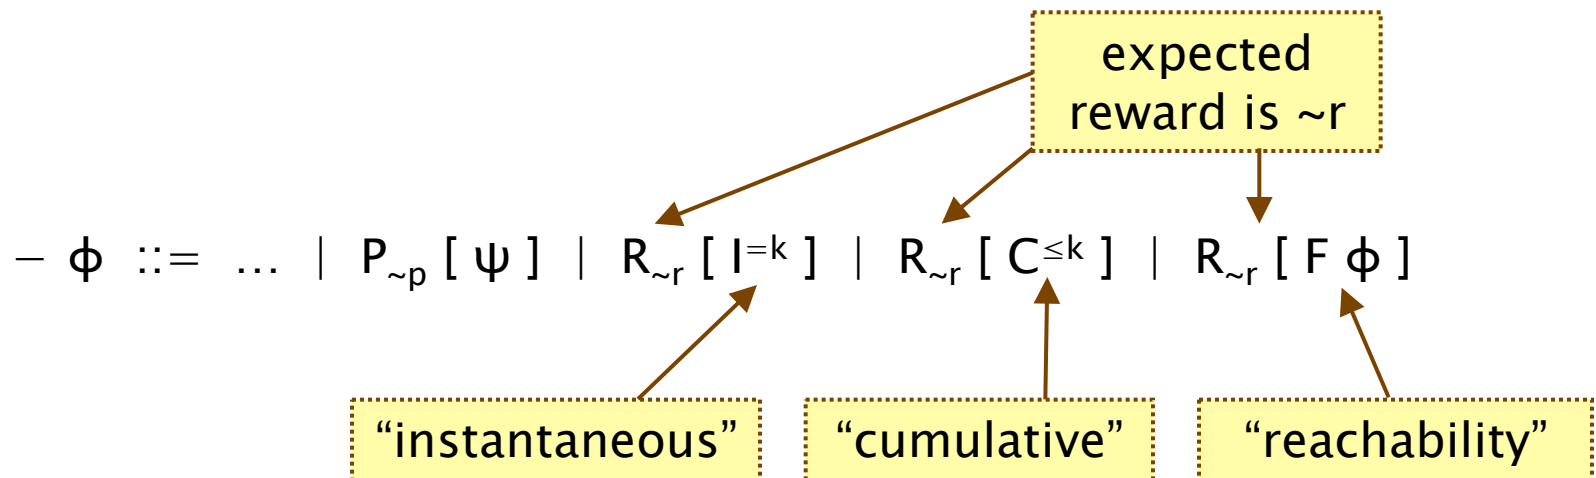 expected
reward is ~r
– ϕ ::= … | P~p [ ψ ] | R~r [ I=k ] | R~r [ C≤k ] | R~r [ F ϕ ]
“instantaneous”
“cumulative”
“reachability”